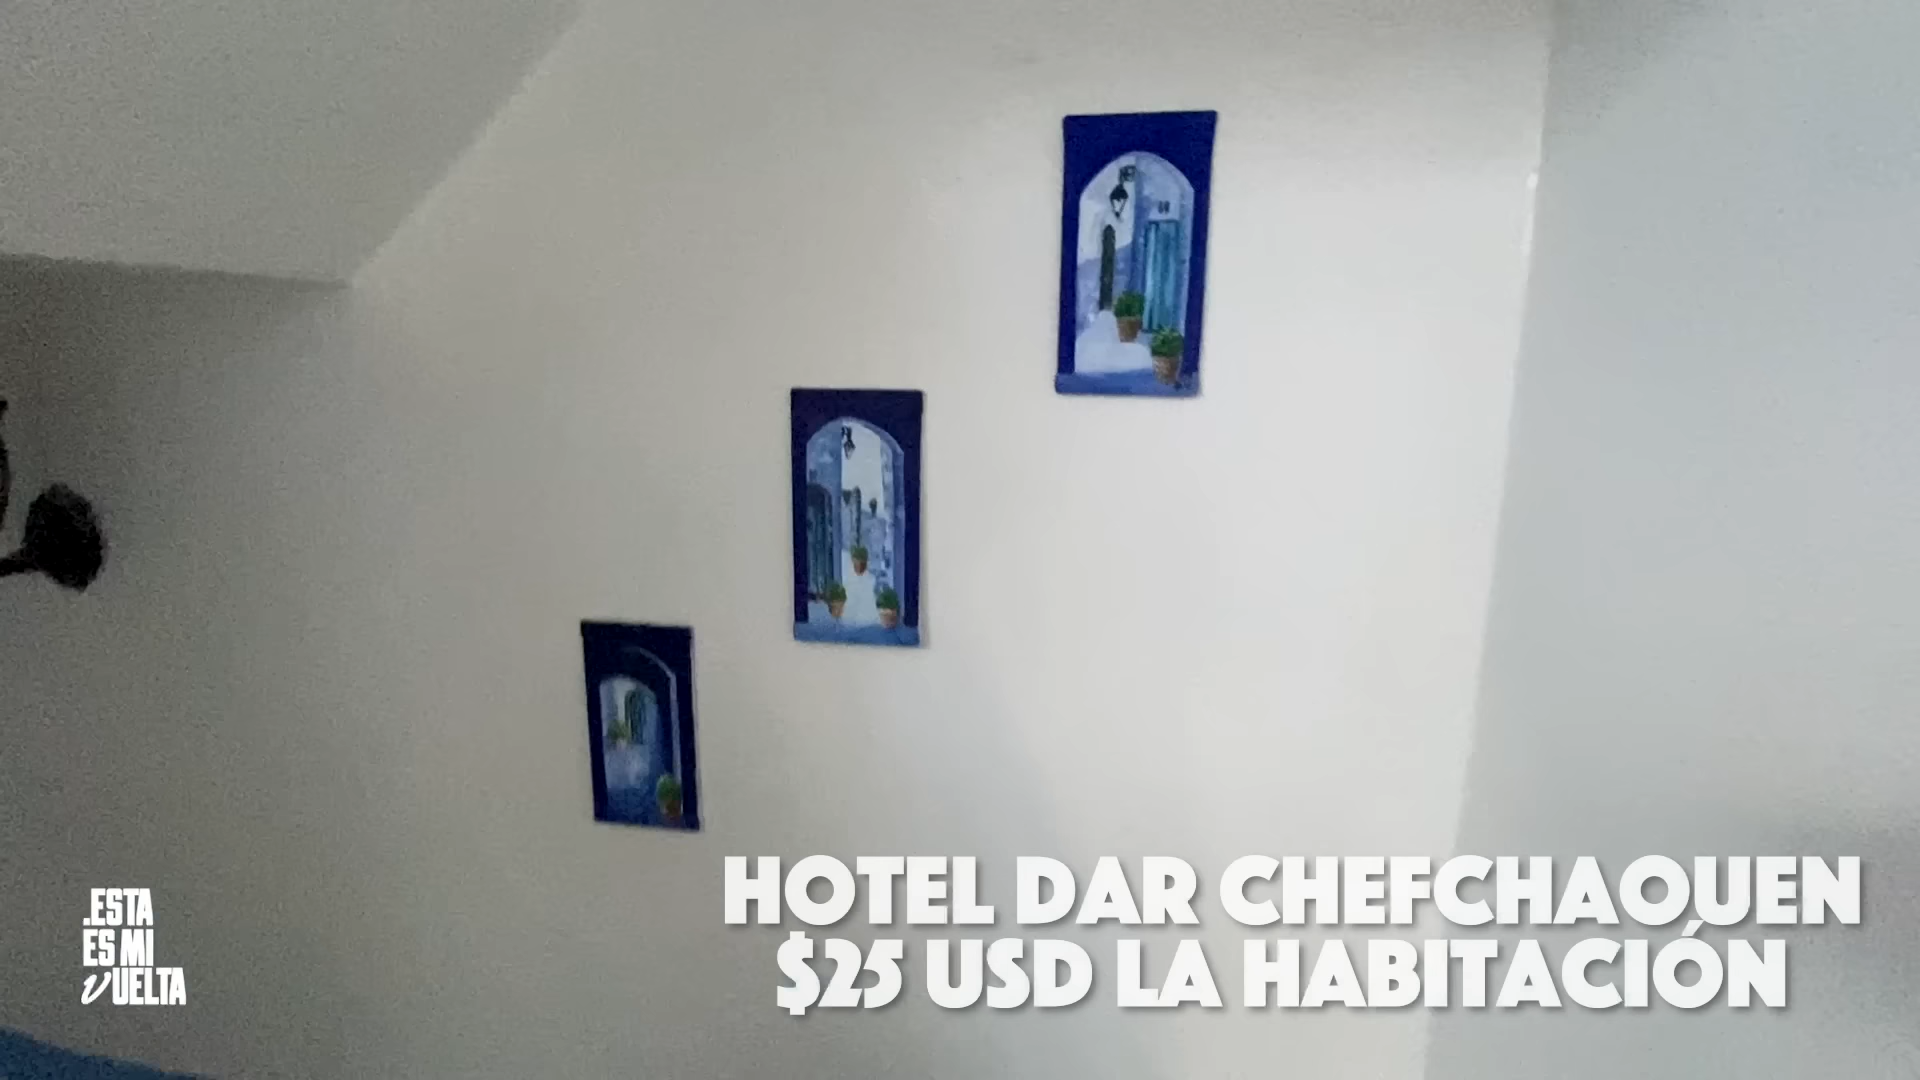 HOTEL DAR CHEFCHAOUEN
$25 USD LA HABITACIÓN
.ESTA
ES MI
VUELTA